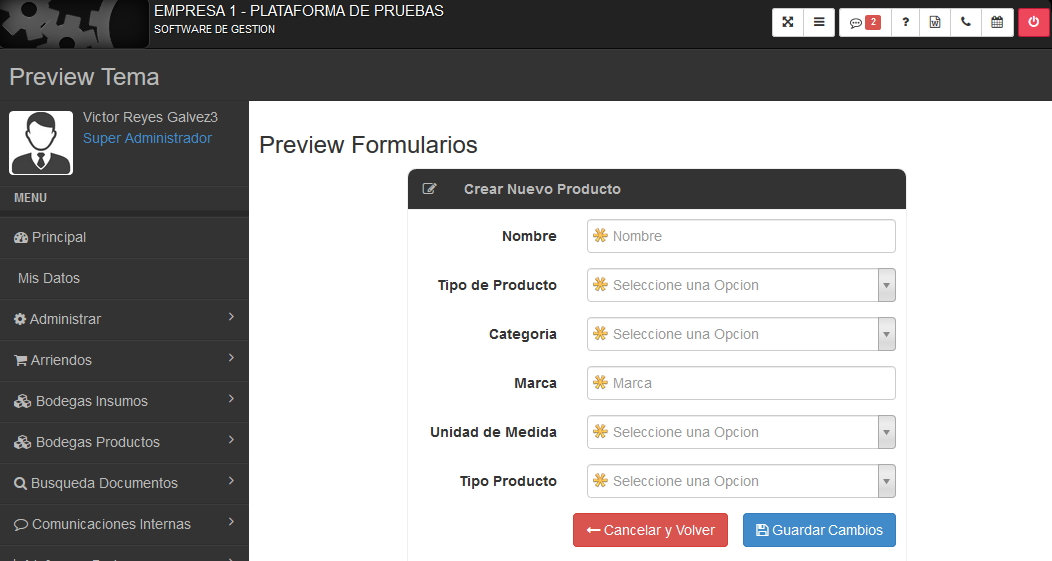 EMPRESA 1 - PLATAFORMA DE PRUEBAS
SOFTWARE DE GESTION
2
?
Preview Tema
Victor Reyes Galvez3
Super Administrador
MENU
Principal
Mis Datos
Administrar
Arriendos
Bodegas Insumos
Bodegas Productos
Busqueda Documentos
Comunicaciones Internas
Preview Formularios
Crear Nuevo Producto
Nombre Nombre
Tipo de Producto Seleccione una Opcion
Categoria Seleccione una Opcion
Marca Marca
Unidad de Medida Seleccione una Opcion
Tipo Producto Seleccione una Opcion
Cancelar y Volver Guardar Cambios